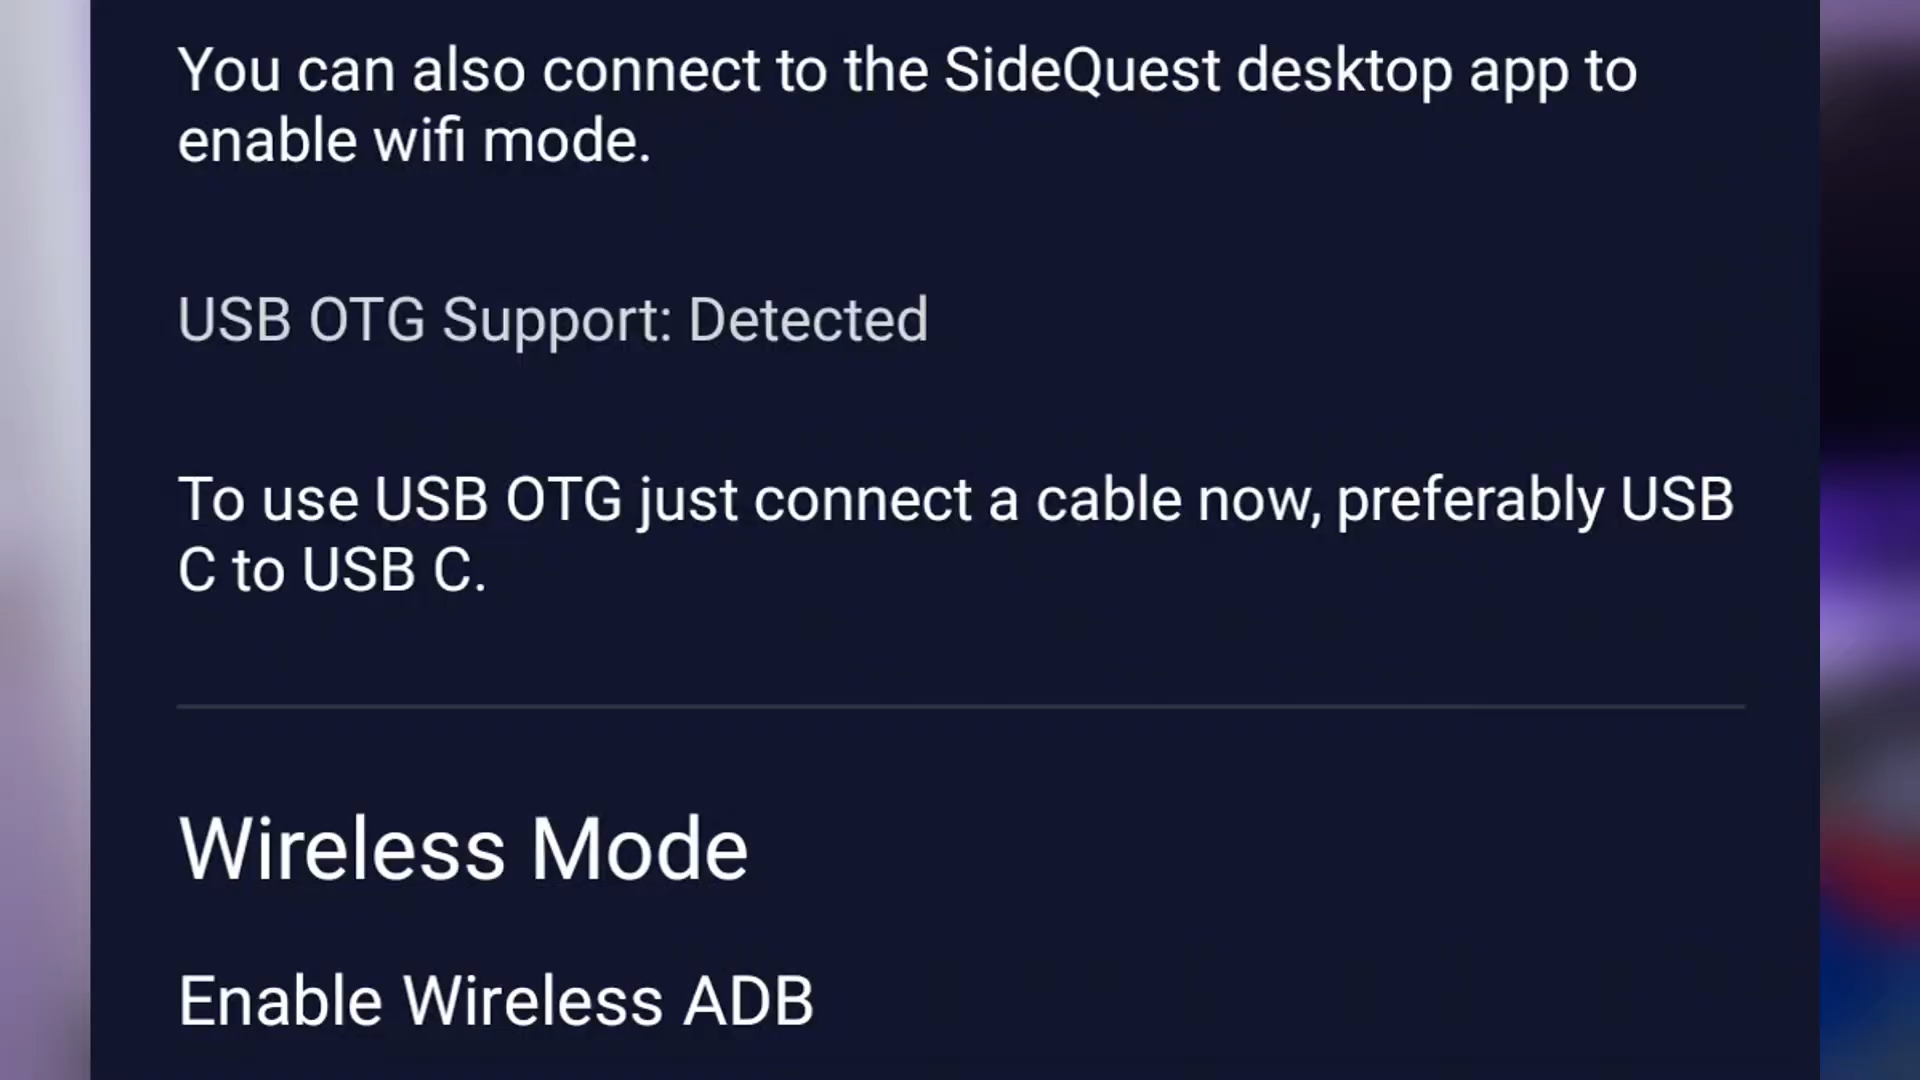 You can also connect to the SideQuest desktop app to
enable wifi mode.
USB OTG Support: Detected
To use USB OTG just connect a cable now, preferably USB
C to USB C.
Wireless Mode
Enable Wireless ADB